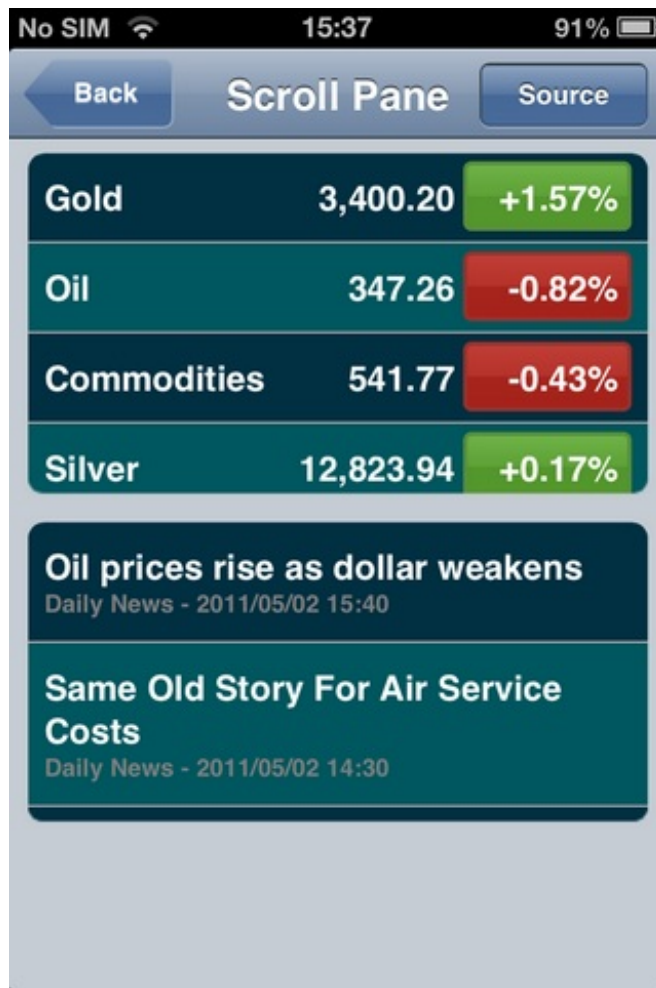 No SIM 15:37 91%
Back Scroll Pane Source
Gold 3,400.20 +1.57%
Oil 347.26 -0.82%
Commodities 541.77 -0.43%
Silver 12,823.94 +0.17%
Oil prices rise as dollar weakens
Daily News - 2011/05/02 15:40
Same Old Story For Air Service
Costs
Daily News - 2011/05/02 14:30